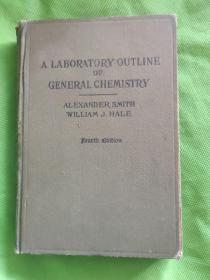 A LABORATORY OUTLINE
OF
GENERAL CHEMISTRY
ALEXANDER SMITH
WILLIAM J. HALE
Fourth Edition